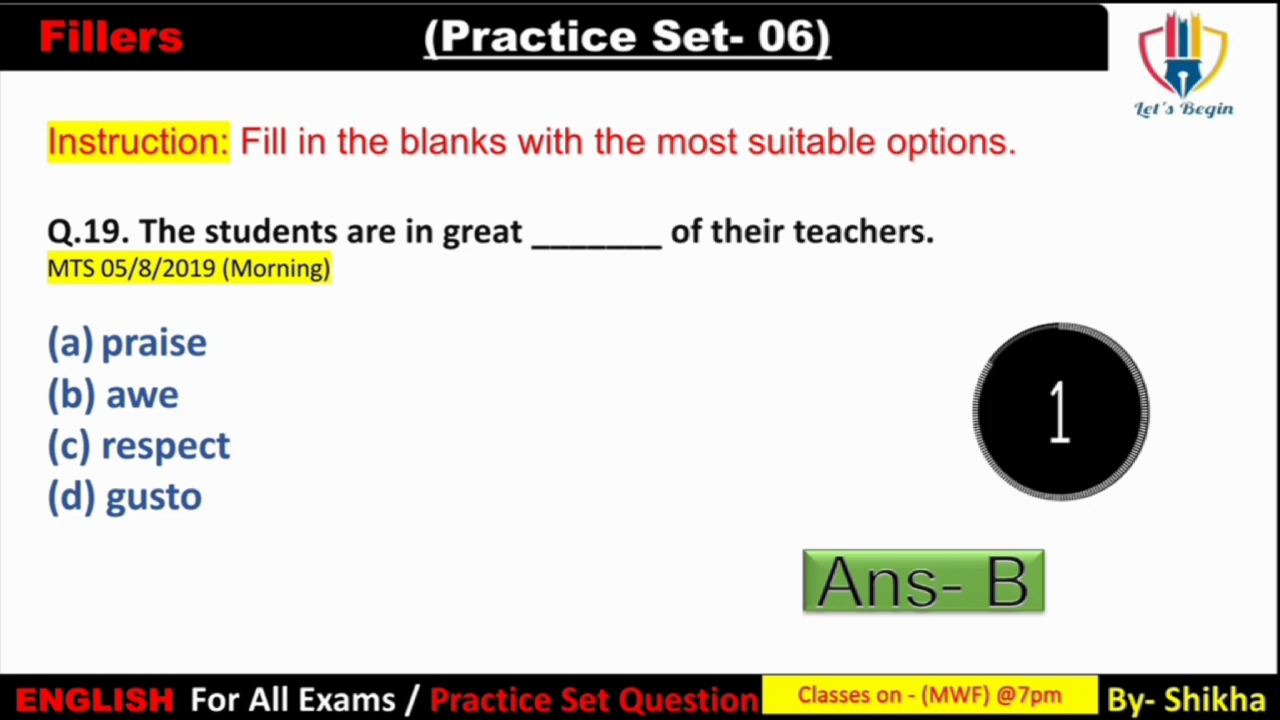 Fillers (Practice Set- 06)
Let's Begin
Instruction: Fill in the blanks with the most suitable options.
Q.19. The students are in great _______ of their teachers.
MTS 05/8/2019 (Morning)
(a) praise
(b) awe
(c) respect
(d) gusto
1
Ans- B
ENGLISH For All Exams / Practice Set Question Classes on - (MWF) @7pm By- Shikha